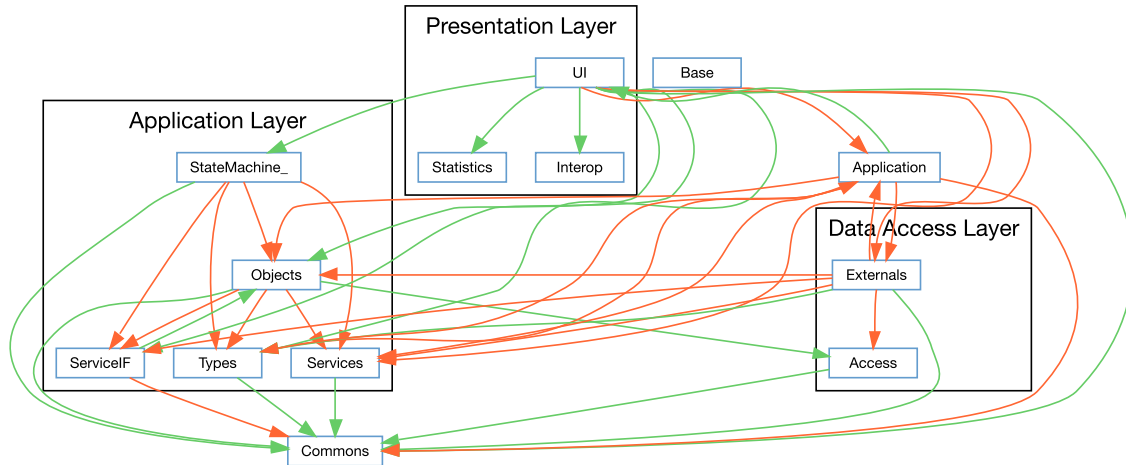 Presentation Layer
UI
Base
Application Layer
StateMachine_
Statistics
Interop
Application
Data Access Layer
Objects
Externals
ServiceIF
Types
Services
Access
Commons